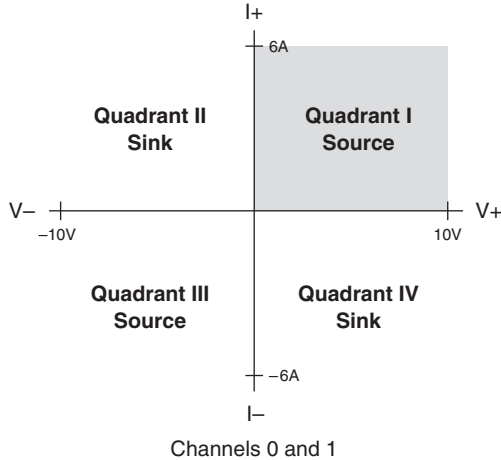 I+
6A
Quadrant II
Sink
Quadrant I
Source
V–
–10V
10V
V+
Quadrant III
Source
Quadrant IV
Sink
–6A
I–
Channels 0 and 1